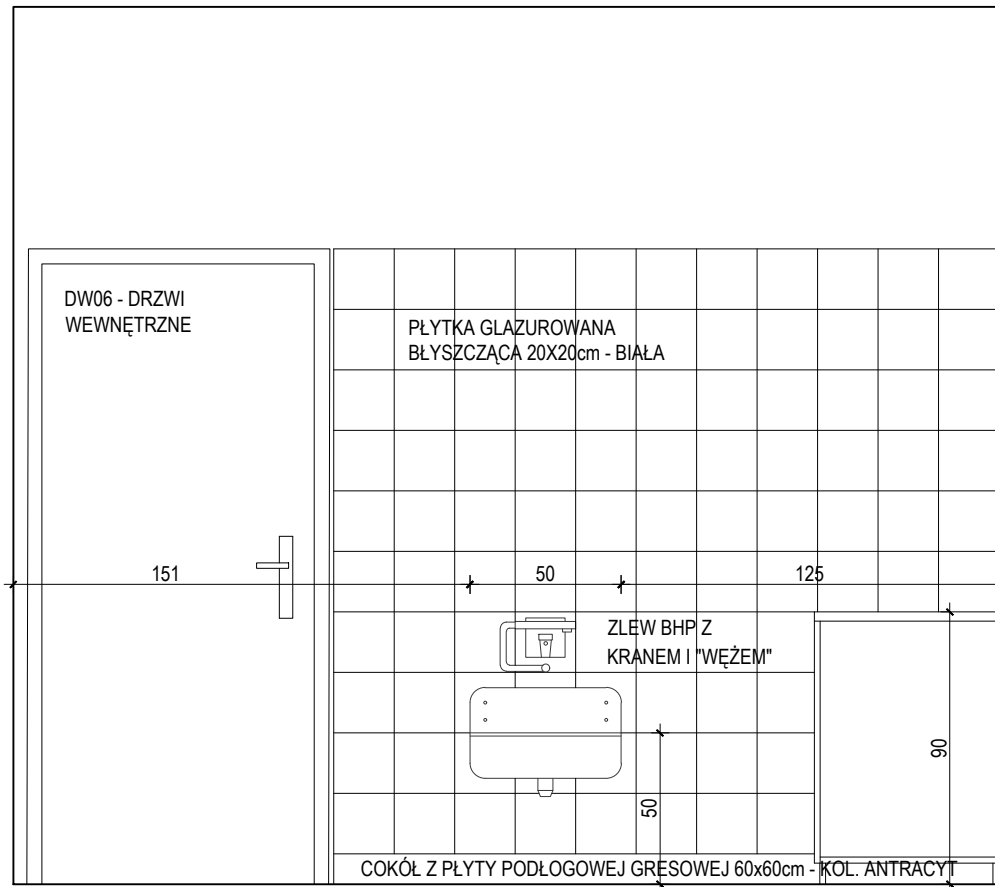 DW06 - DRZWI
WEWNĘTRZNE
PŁYTKA GLAZUROWANA
BŁYSZCZĄCA 20X20cm - BIAŁA
151
50
125
ZLEW BHP Z
KRANEM I "WĘŻEM"
90
50
COKÓŁ Z PŁYTY PODŁOGOWEJ GRESOWEJ 60x60cm - KOL. ANTRACYT